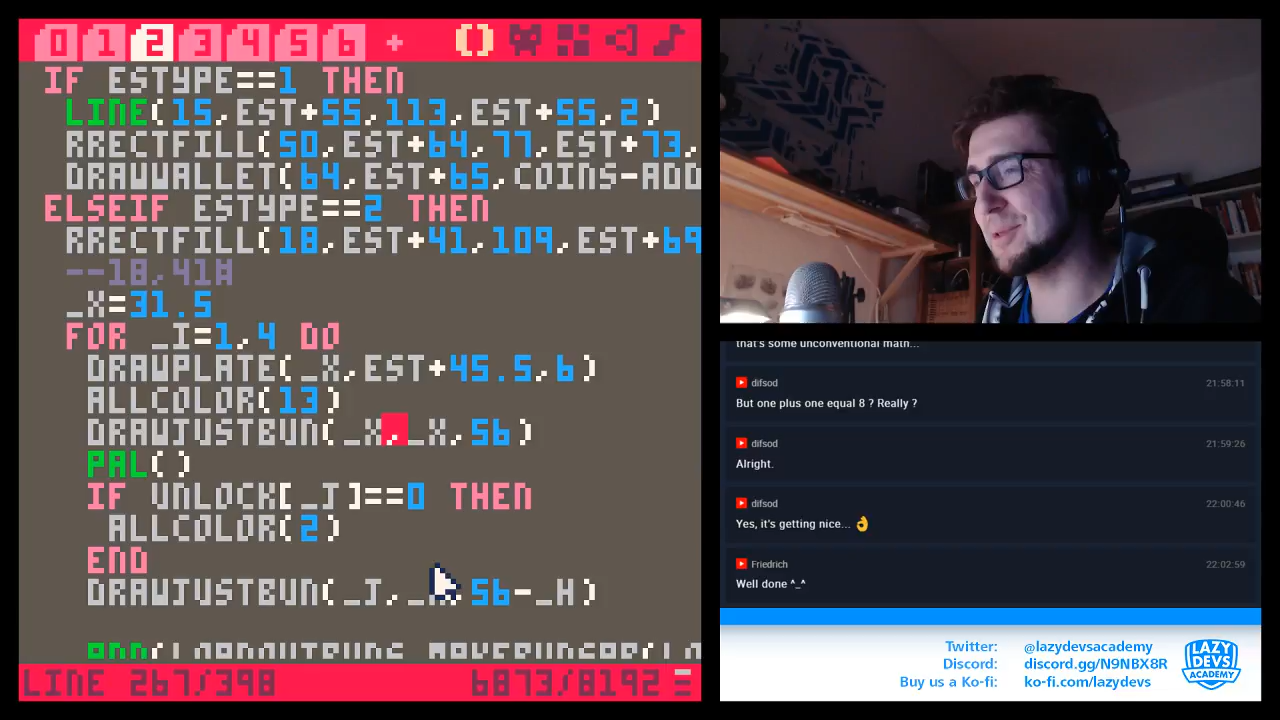 0 1 2 3 4 5 6 +
IF ESTYPE==1 THEN
LINE(15,EST+55,113,EST+55,2)
RRECTFILL(50,EST+64,77,EST+73,
DRAWWALLET(64,EST+65,COINS-ADD
ELSEIF ESTYPE==2 THEN
RRECTFILL(18,EST+41,109,EST+69
--18,41#
_X=31.5
FOR _I=1,4 DO
DRAWPLATE(_X,EST+45.5,6)
ALLCOLOR(13)
DRAWJUSTBUN(_X,_X,56)
PAL()
IF UNLOCK[_J]==0 THEN
ALLCOLOR(2)
END
DRAWJUSTBUN(_J, 56-_H)
LINE 267/398 6873/8192
that's some unconventional math...
difsod 21:58:11
But one plus one equal 8 ? Really ?
difsod 21:59:26
Alright.
difsod 22:00:46
Yes, it's getting nice... 👌
Friedrich 22:02:59
Well done ^_^
Twitter: @lazydevsacademy
Discord: discord.gg/N9NBX8R
Buy us a Ko-fi: ko-fi.com/lazydevs
LAZY
DEVS
ACADEMY